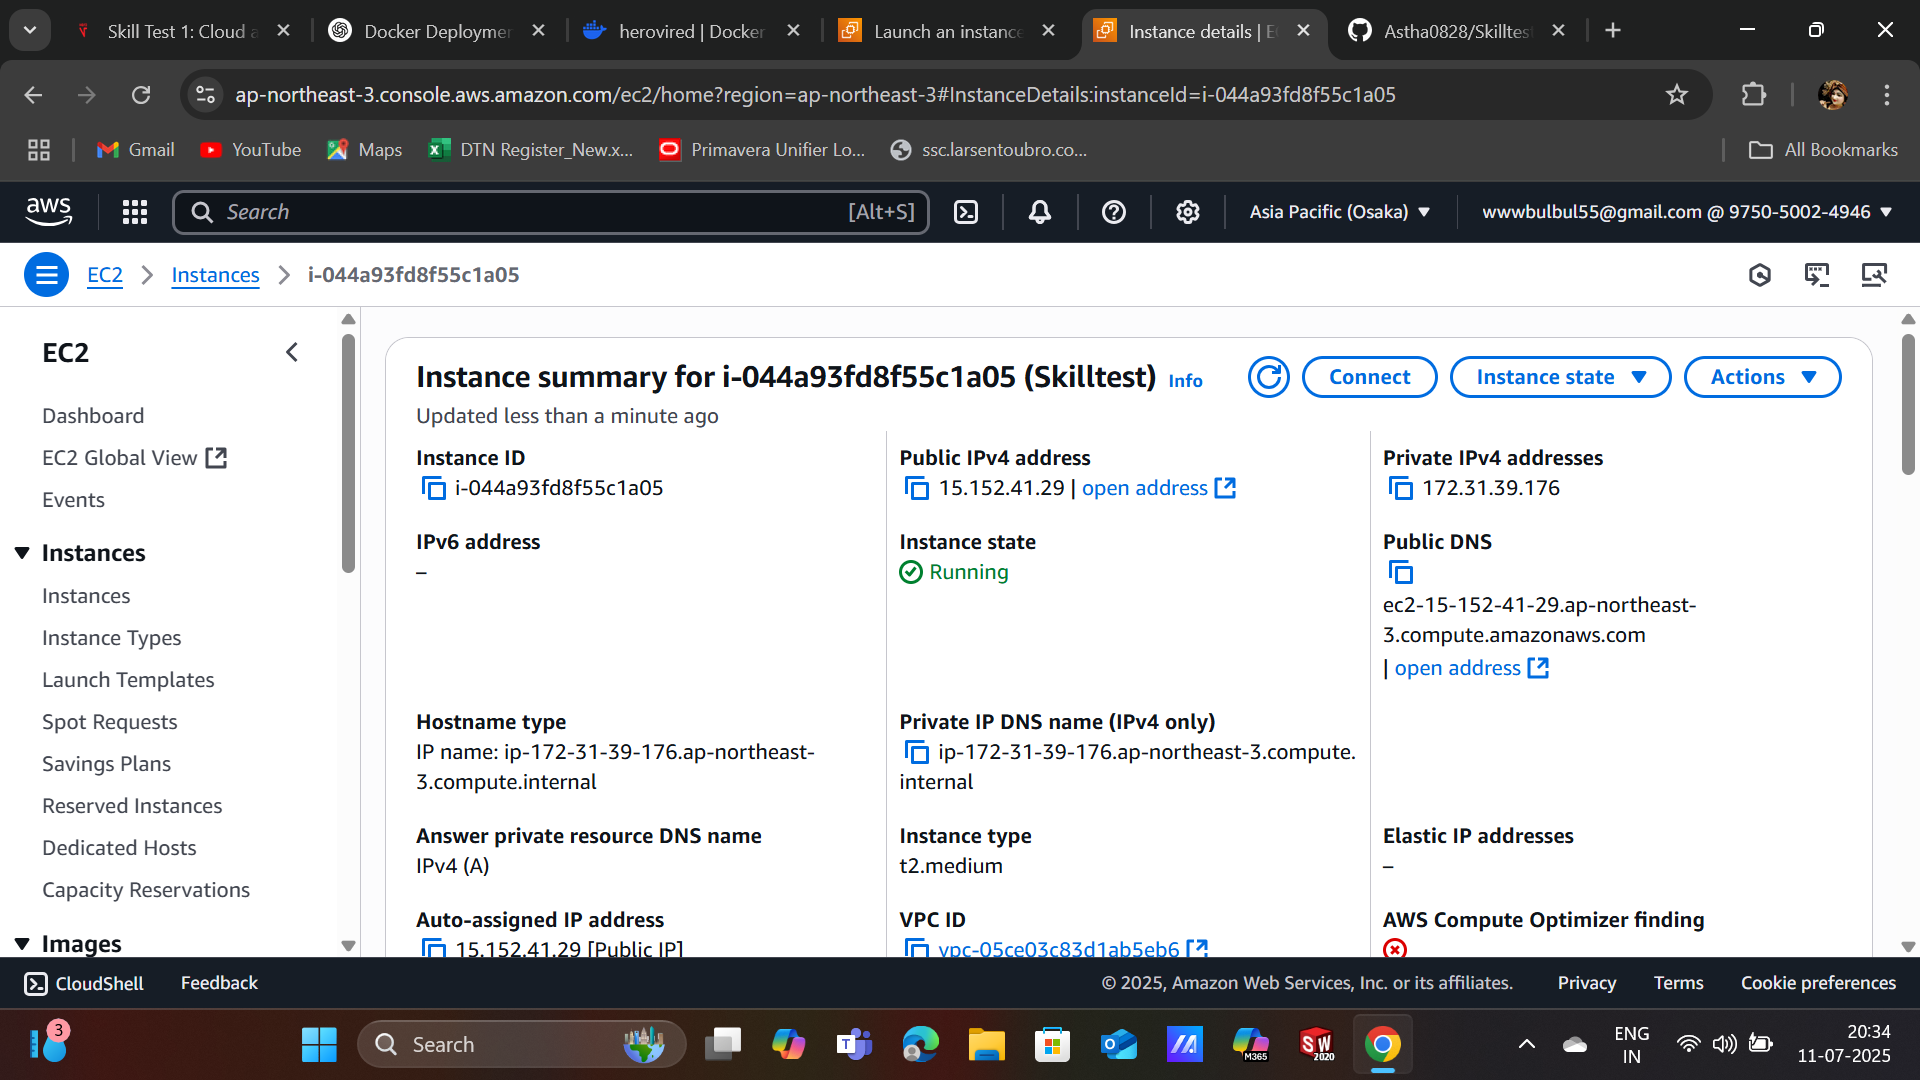 Skill Test 1: Cloud a
Docker Deploymen
herovired | Docker
Launch an instance
Instance details | E
Astha0828/Skilltest
ap-northeast-3.console.aws.amazon.com/ec2/home?region=ap-northeast-3#InstanceDetails:instanceId=i-044a93fd8f55c1a05
Gmail
YouTube
Maps
DTN Register_New.x...
Primavera Unifier Lo...
ssc.larsentoubro.co...
All Bookmarks
aws
Search
[Alt+S]
Asia Pacific (Osaka)
wwwbulbul55@gmail.com @ 9750-5002-4946
EC2
Instances
i-044a93fd8f55c1a05
EC2
Dashboard
EC2 Global View
Events
Instances
Instances
Instance Types
Launch Templates
Spot Requests
Savings Plans
Reserved Instances
Dedicated Hosts
Capacity Reservations
Images
Instance summary for i-044a93fd8f55c1a05 (Skilltest) Info
Connect
Instance state
Actions
Updated less than a minute ago
Instance ID
i-044a93fd8f55c1a05
Public IPv4 address
15.152.41.29 | open address
Private IPv4 addresses
172.31.39.176
IPv6 address
–
Instance state
Running
Public DNS
ec2-15-152-41-29.ap-northeast-
3.compute.amazonaws.com
| open address
Hostname type
IP name: ip-172-31-39-176.ap-northeast-
3.compute.internal
Private IP DNS name (IPv4 only)
ip-172-31-39-176.ap-northeast-3.compute.
internal
Answer private resource DNS name
IPv4 (A)
Instance type
t2.medium
Elastic IP addresses
–
Auto-assigned IP address
15.152.41.29 [Public IP]
VPC ID
vpc-05ce03c83d1ab5eb6
AWS Compute Optimizer finding
CloudShell
Feedback
© 2025, Amazon Web Services, Inc. or its affiliates.
Privacy
Terms
Cookie preferences
3
Search
T
M365
SW
2020
ENG
IN
20:34
11-07-2025